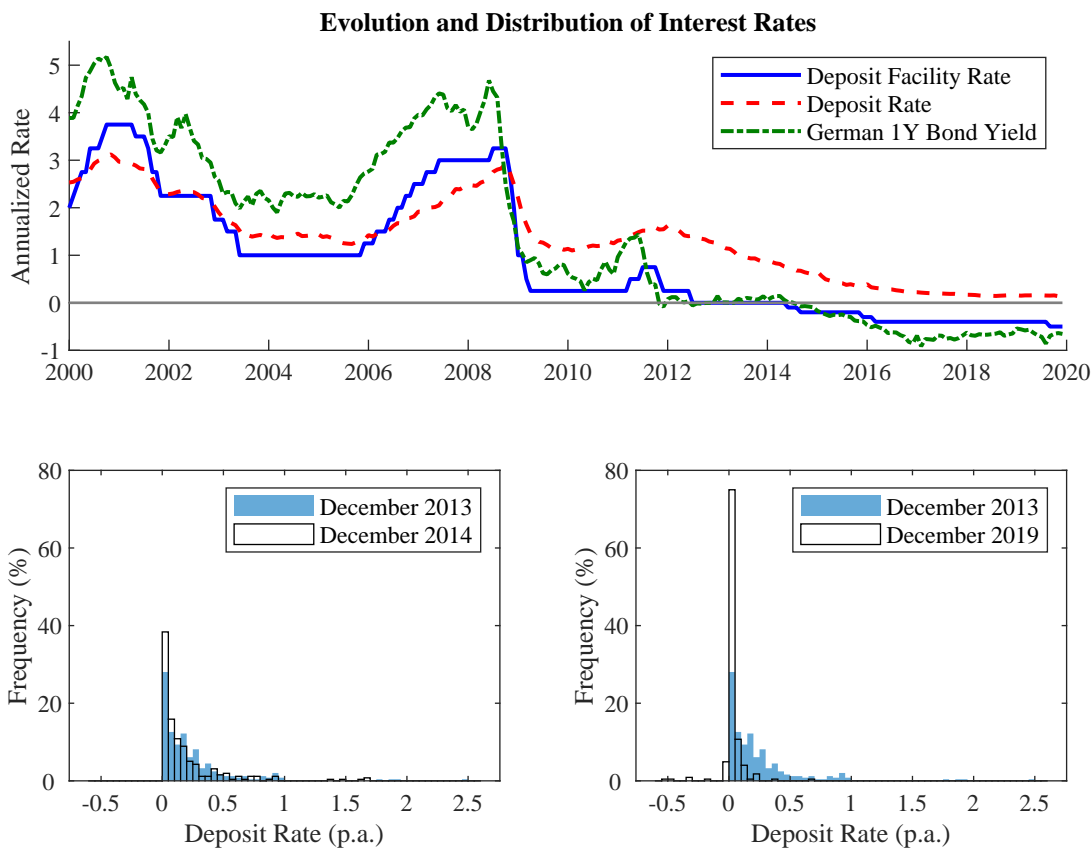 Evolution and Distribution of Interest Rates
Annualized Rate
5
4
3
2
1
0
-1
Deposit Facility Rate
Deposit Rate
German 1Y Bond Yield
2000 2002 2004 2006 2008 2010 2012 2014 2016 2018 2020
Frequency (%)
80
60
40
20
0
December 2013
December 2014
-0.5 0 0.5 1 1.5 2 2.5
Deposit Rate (p.a.)
Frequency (%)
80
60
40
20
0
December 2013
December 2019
-0.5 0 0.5 1 1.5 2 2.5
Deposit Rate (p.a.)